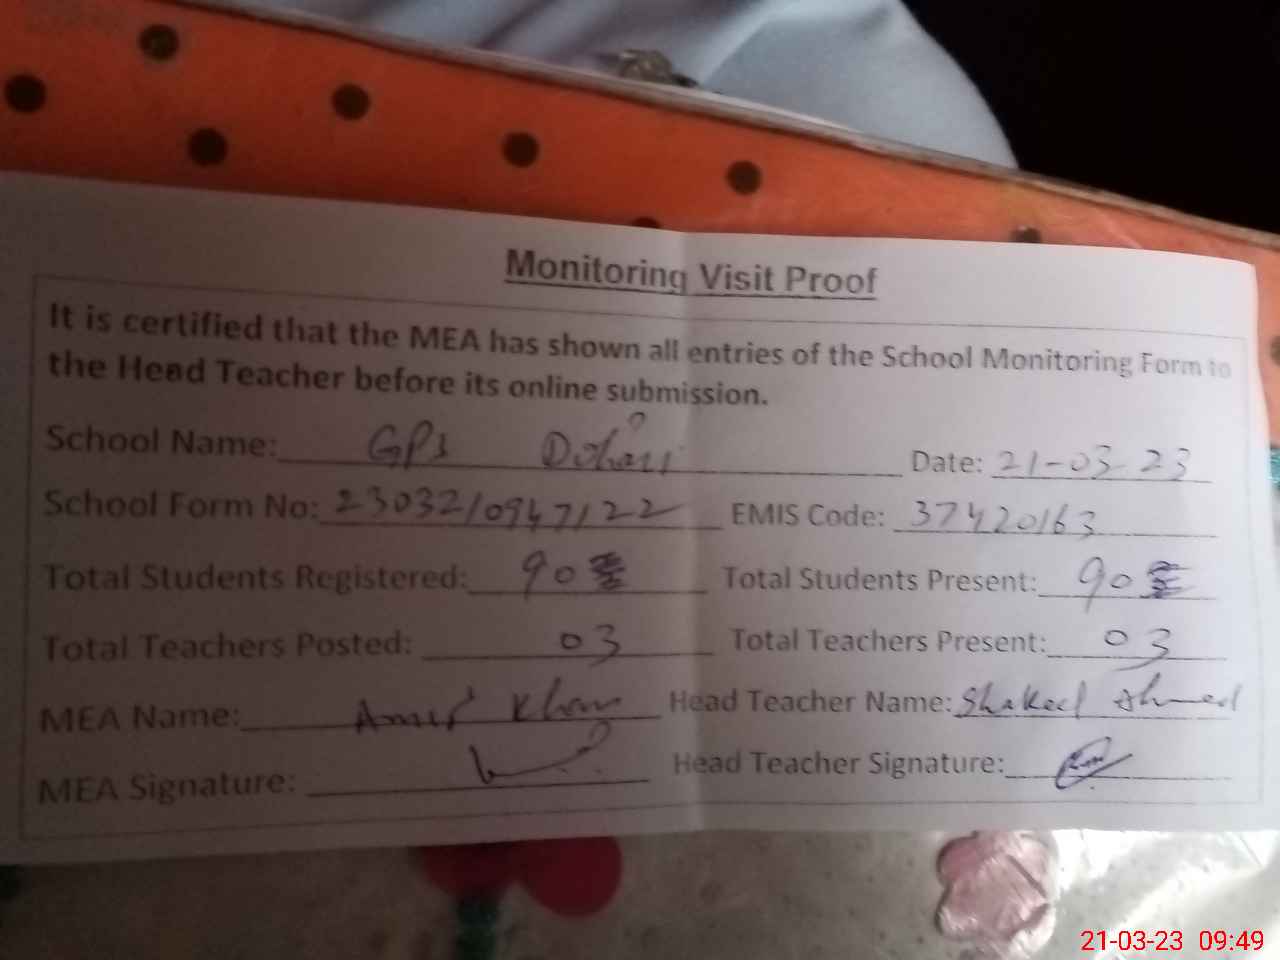 Monitoring Visit Proof
It is certified that the MEA has shown all entries of the School Monitoring Form to
the Head Teacher before its online submission.
School Name: GPS Date: 21-03-23
School Form No: 23032/0947122 EMIS Code: 37420163
Total Students Registered: 90 Total Students Present: 90
Total Teachers Posted: 03 Total Teachers Present: 03
MEA Name: Amir Khan Head Teacher Name: Shakeel Ahmed
MEA Signature: Head Teacher Signature:
21-03-23 09:49